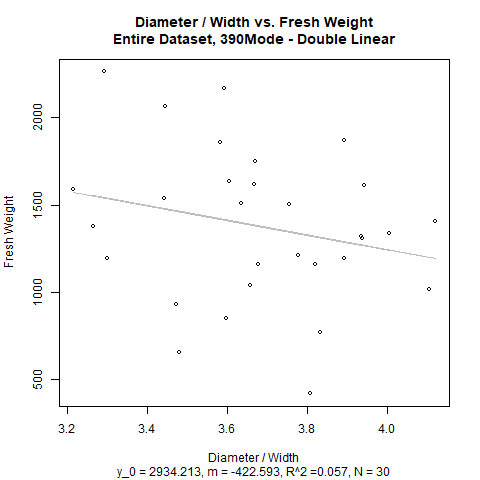 Diameter / Width vs. Fresh Weight
Entire Dataset, 390Mode - Double Linear
Fresh Weight
2000
1500
1000
500
3.2 3.4 3.6 3.8 4.0
Diameter / Width
y_0 = 2934.213, m = -422.593, R^2 =0.057, N = 30